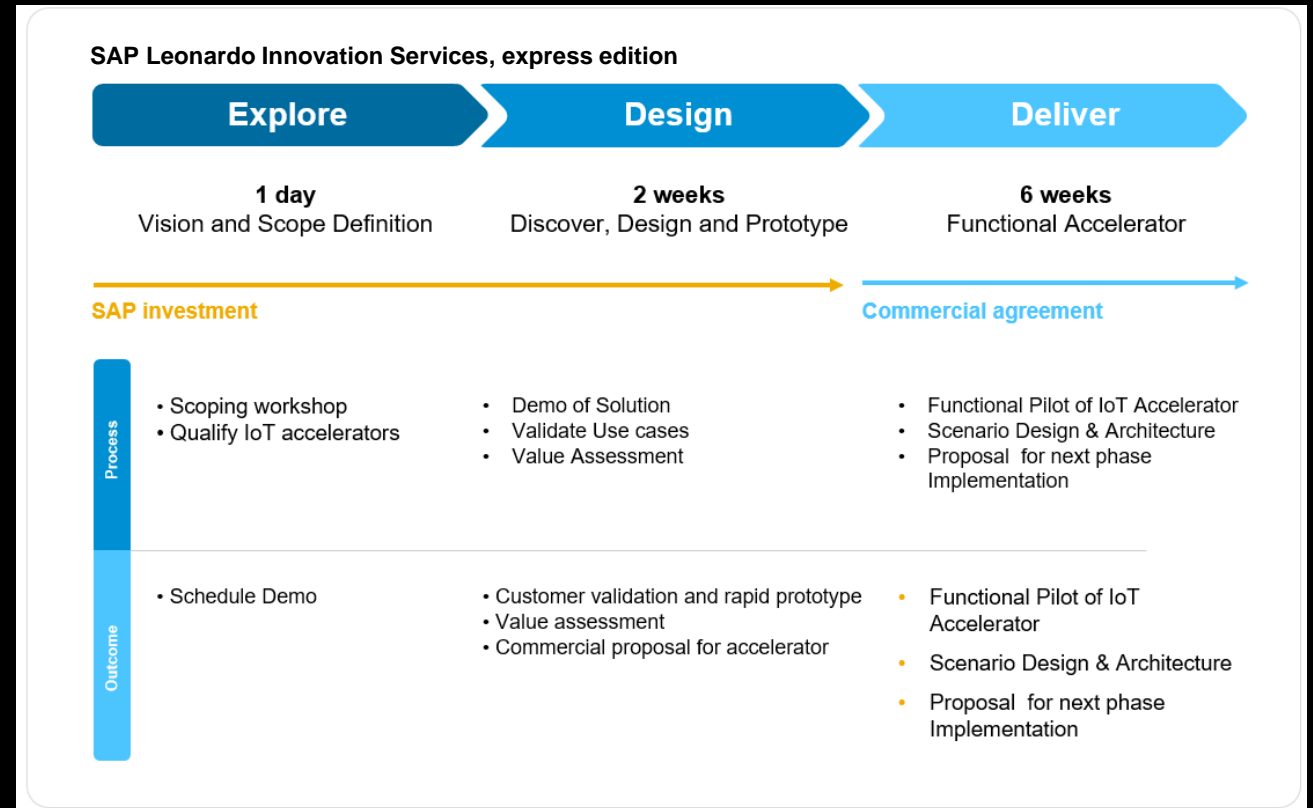 SAP Leonardo Innovation Services, express edition
Explore
Design
Deliver
1 day
Vision and Scope Definition
2 weeks
Discover, Design and Prototype
6 weeks
Functional Accelerator
SAP investment
Commercial agreement
Process
• Scoping workshop
• Qualify IoT accelerators
• Demo of Solution
• Validate Use cases
• Value Assessment
• Functional Pilot of IoT Accelerator
• Scenario Design & Architecture
• Proposal for next phase
Implementation
Outcome
• Schedule Demo
• Customer validation and rapid prototype
• Value assessment
• Commercial proposal for accelerator
• Functional Pilot of IoT
Accelerator
• Scenario Design & Architecture
• Proposal for next phase
Implementation